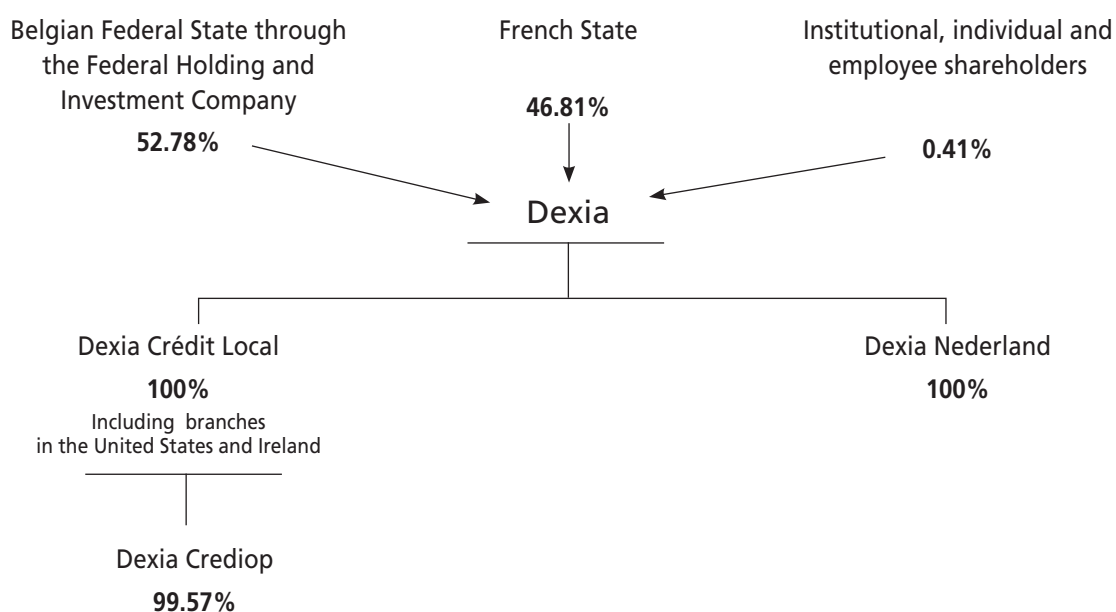 Belgian Federal State through
the Federal Holding and
Investment Company
52.78%
French State
46.81%
Institutional, individual and
employee shareholders
0.41%
Dexia
Dexia Crédit Local
100%
Including branches
in the United States and Ireland
Dexia Nederland
100%
Dexia Crediop
99.57%